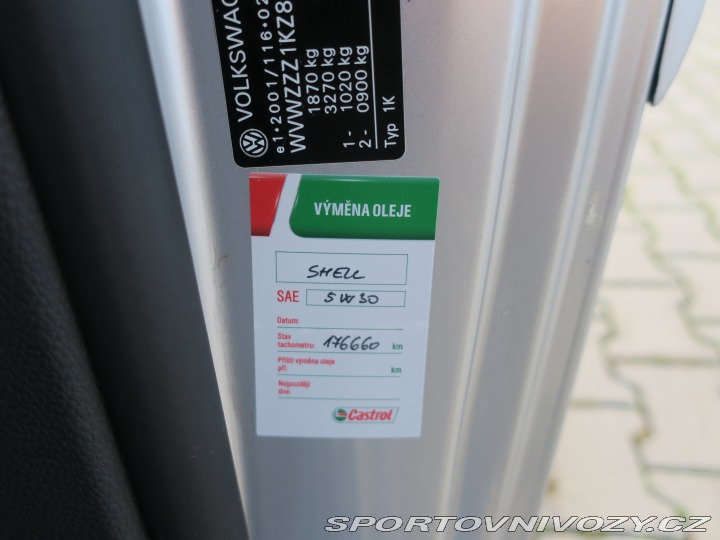 VOLKSWAG
e1*2001/116*02
WVWZZZ1KZ8
1870 kg
3270 kg
1- 1020 kg
2- 0900 kg
Typ 1K
VÝMĚNA OLEJE
SHELL
SAE 5W30
Datum:
Stav
tachometru: 176660 km
Příští výměna oleje
při: km
Nejpozději
dne:
Castrol
SPORTOVNIVOZY.CZ